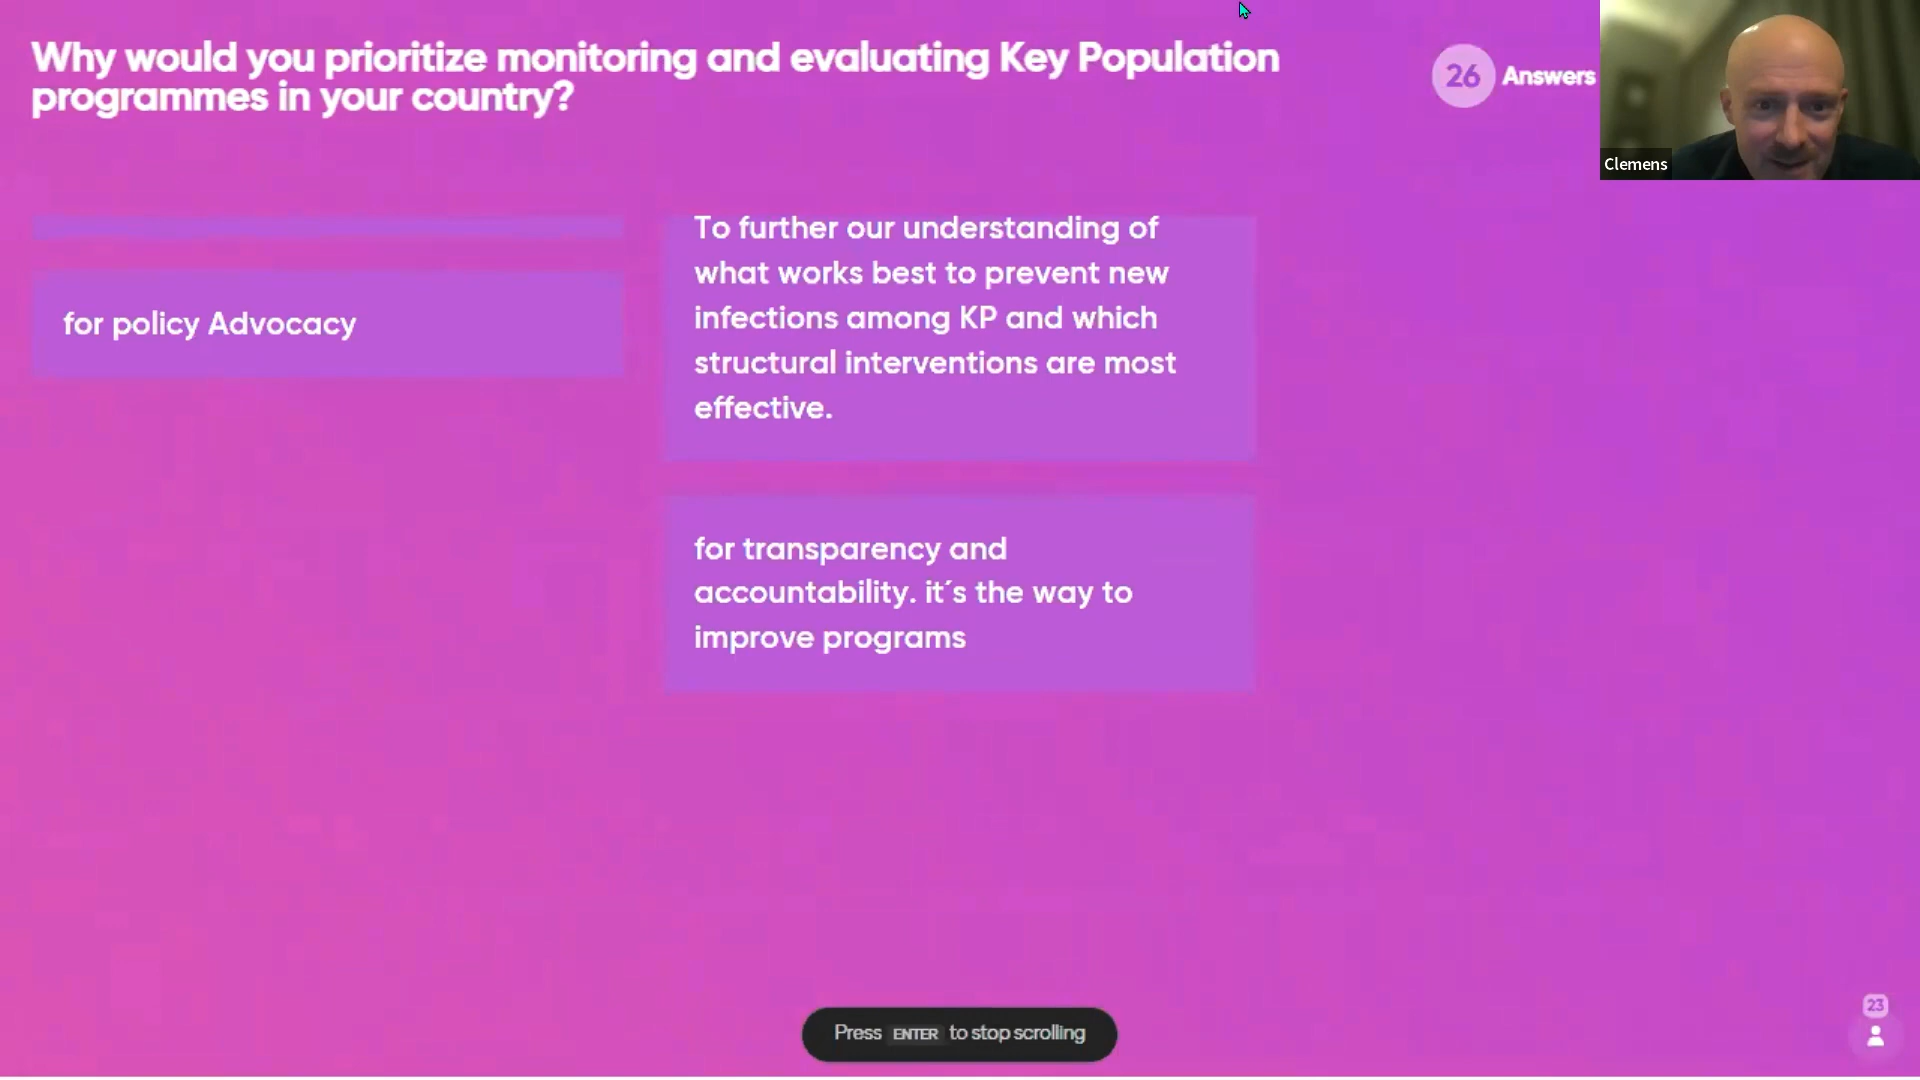 Why would you prioritize monitoring and evaluating Key Population
programmes in your country?
26 Answers
Clemens
for policy Advocacy
To further our understanding of
what works best to prevent new
infections among KP and which
structural interventions are most
effective.
for transparency and
accountability. it´s the way to
improve programs
Press ENTER to stop scrolling
23